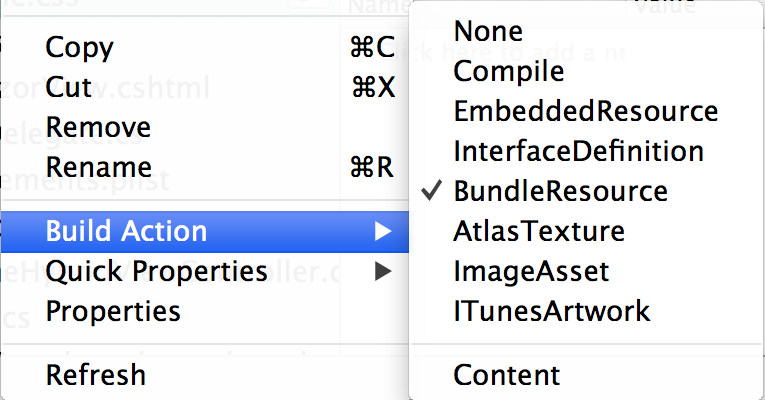 Copy ⌘C
Cut ⌘X
Remove
Rename ⌘R
Build Action
Quick Properties
Properties
Refresh
None
Compile
EmbeddedResource
InterfaceDefinition
BundleResource
AtlasTexture
ImageAsset
ITunesArtwork
Content